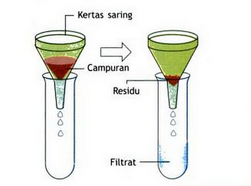 Kertas saring
Campuran
Residu
Filtrat